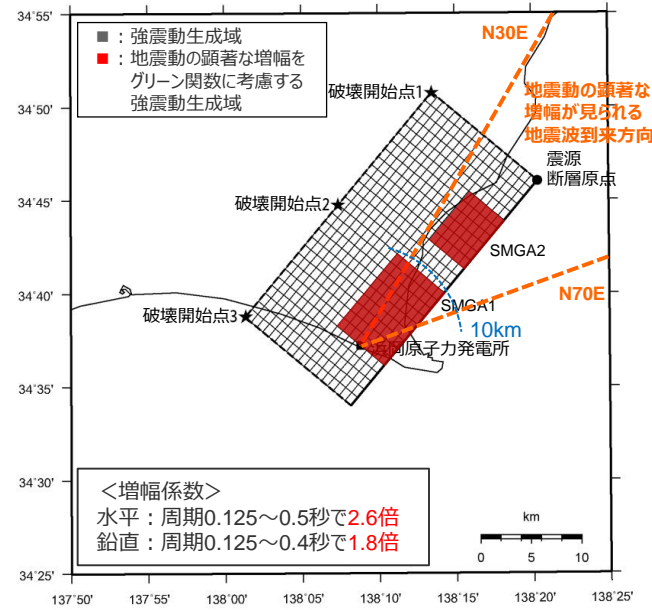 ■：強震動生成域
■：地震動の顕著な増幅を
グリーン関数に考慮する
強震動生成域
N30E
地震動の顕著な
増幅が見られる
地震波到来方向
破壊開始点1
震源
断層原点
破壊開始点2
SMGA2
N70E
SMGA1
10km
破壊開始点3
浜岡原子力発電所
＜増幅係数＞
水平：周期0.125～0.5秒で2.6倍
鉛直：周期0.125～0.4秒で1.8倍
km
0 5 10
34°55'
34°50'
34°45'
34°40'
34°35'
34°30'
34°25'
137°50' 137°55' 138°00' 138°05' 138°10' 138°15' 138°20' 138°25'